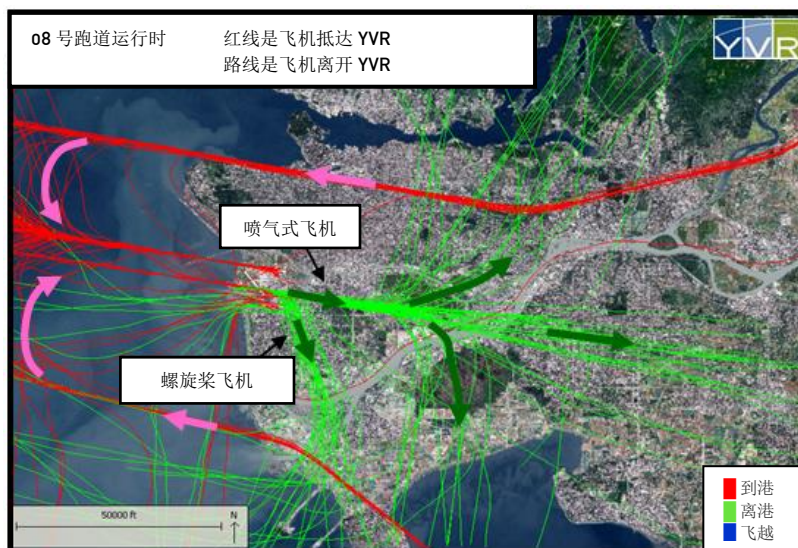 08 号跑道运行时 红线是飞机抵达 YVR
路线是飞机离开 YVR
YVR
喷气式飞机
螺旋桨飞机
50000 ft
N
到港
离港
飞越